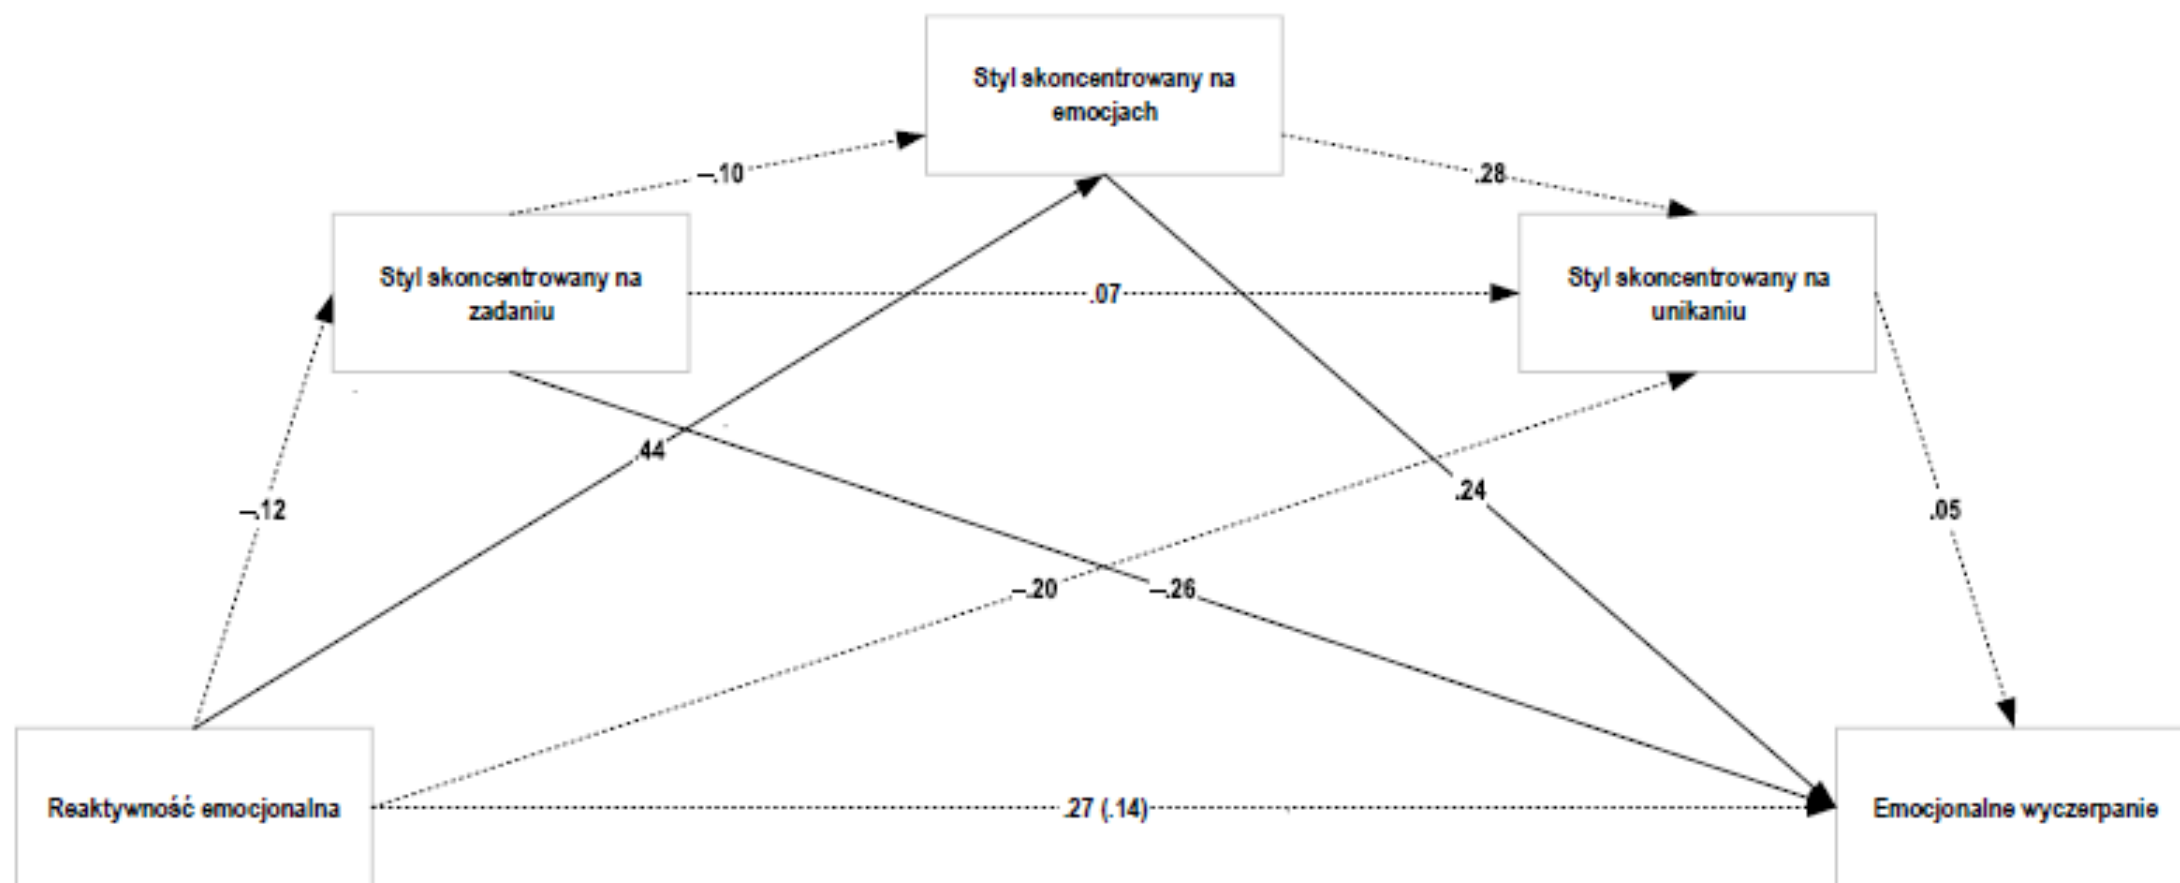 Styl skoncentrowany na
emocjach
–.10
.28
Styl skoncentrowany na
zadaniu
.07
Styl skoncentrowany na
unikaniu
.44
.24
–.12
.05
–.20
–.26
Reaktywność emocjonalna
.27 (.14)
Emocjonalne wyczerpanie